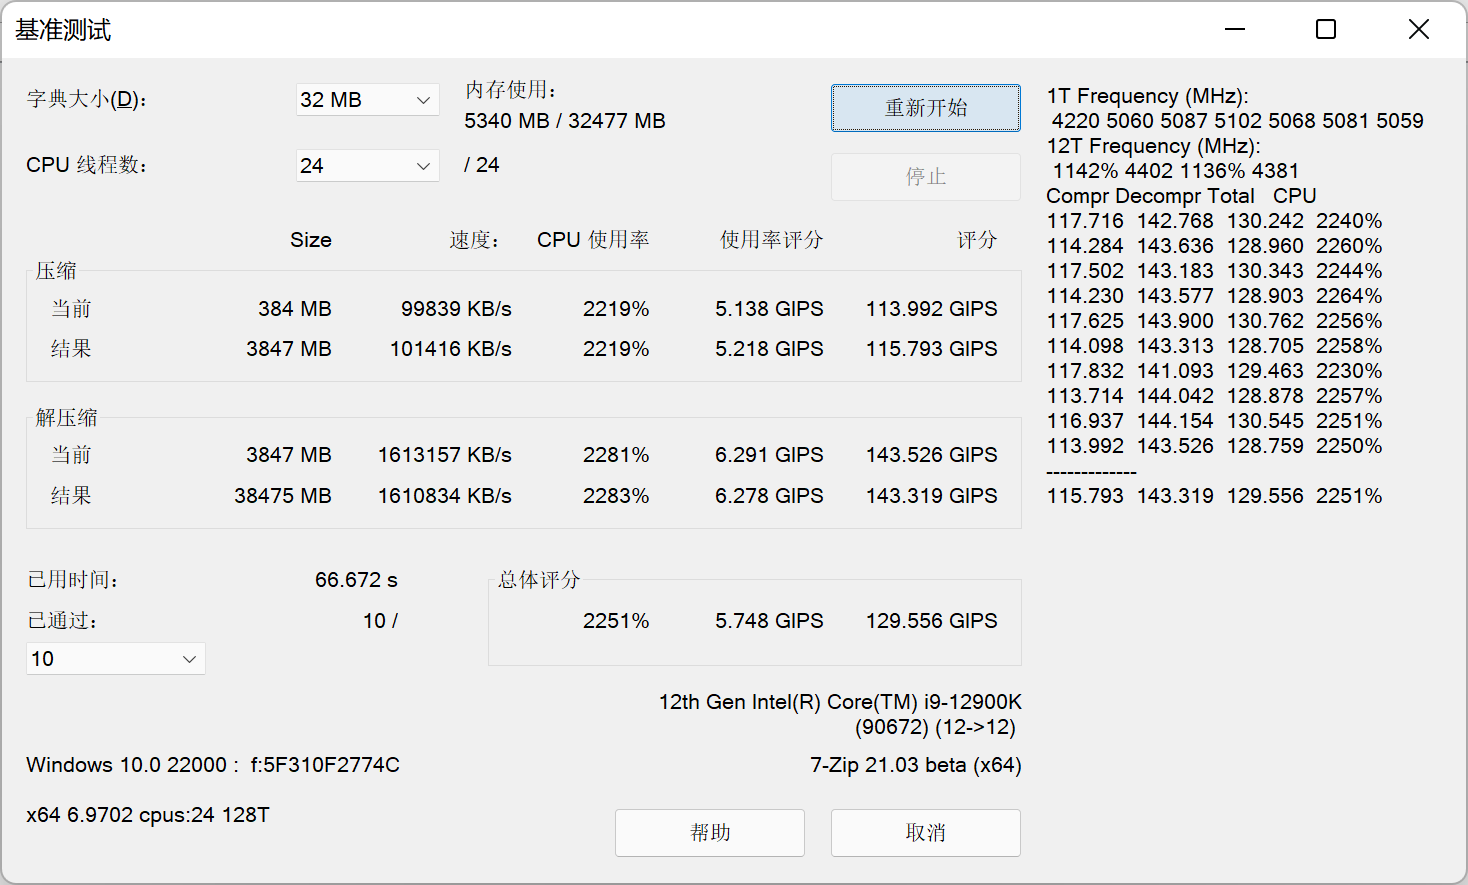 基准测试
字典大小(D)：
32 MB
内存使用：
5340 MB / 32477 MB
重新开始
CPU 线程数：
24
/ 24
停止
Size 速度： CPU 使用率 使用率评分 评分
压缩
当前 384 MB 99839 KB/s 2219% 5.138 GIPS 113.992 GIPS
结果 3847 MB 101416 KB/s 2219% 5.218 GIPS 115.793 GIPS
解压缩
当前 3847 MB 1613157 KB/s 2281% 6.291 GIPS 143.526 GIPS
结果 38475 MB 1610834 KB/s 2283% 6.278 GIPS 143.319 GIPS
已用时间： 66.672 s
已通过： 10 /
10
总体评分
2251% 5.748 GIPS 129.556 GIPS
12th Gen Intel(R) Core(TM) i9-12900K
(90672) (12->12)
Windows 10.0 22000 : f:5F310F2774C
7-Zip 21.03 beta (x64)
x64 6.9702 cpus:24 128T
帮助
取消
1T Frequency (MHz):
4220 5060 5087 5102 5068 5081 5059
12T Frequency (MHz):
1142% 4402 1136% 4381
Compr Decompr Total CPU
117.716 142.768 130.242 2240%
114.284 143.636 128.960 2260%
117.502 143.183 130.343 2244%
114.230 143.577 128.903 2264%
117.625 143.900 130.762 2256%
114.098 143.313 128.705 2258%
117.832 141.093 129.463 2230%
113.714 144.042 128.878 2257%
116.937 144.154 130.545 2251%
113.992 143.526 128.759 2250%
-------------
115.793 143.319 129.556 2251%